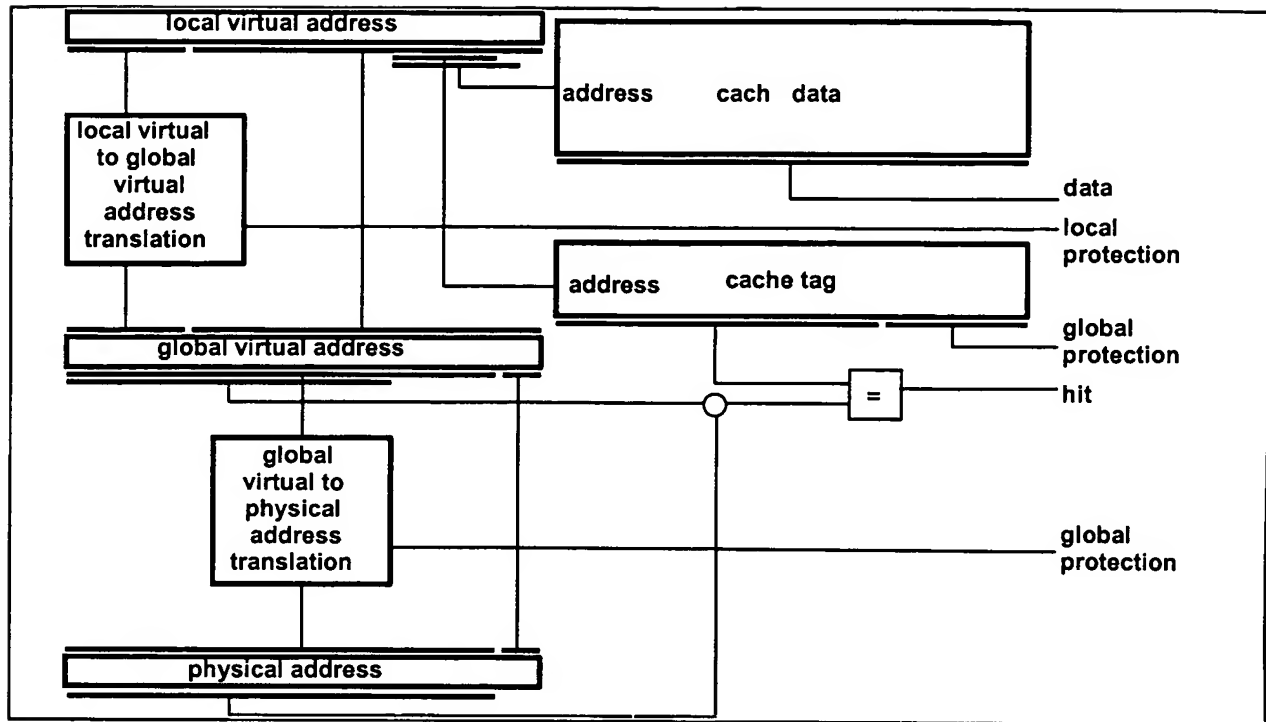 local virtual address
address cach data
local virtual
to global
virtual
address
translation
data
local
protection
address cache tag
global virtual address
global
protection
hit
=
global
virtual to
physical
address
translation
global
protection
physical address